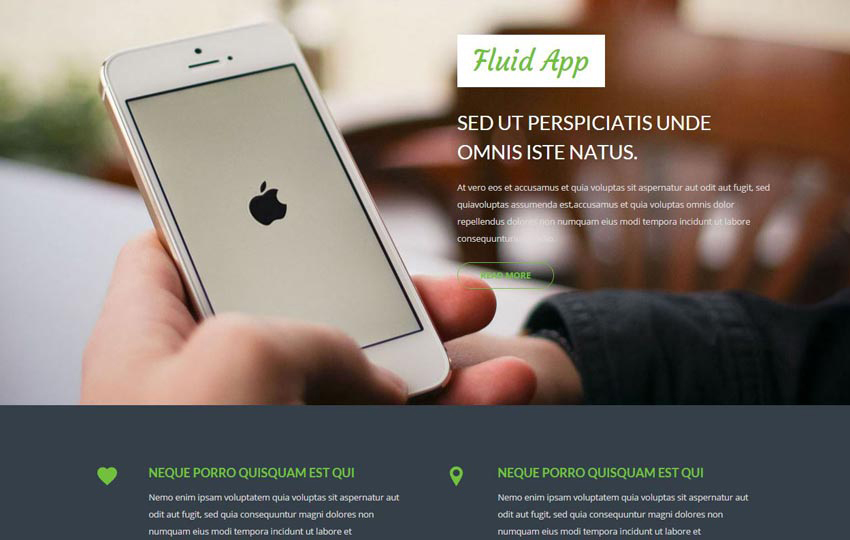 Fluid App
SED UT PERSPICIATIS UNDE
OMNIS ISTE NATUS.
At vero eos et accusamus et quia voluptas sit aspernatur aut odit aut fugit, sed
quiavoluptas assumenda est,accusamus et quia voluptas omnis dolor
repellendus dolores non numquam eius modi tempora incidunt ut labore
consequuntur
READ MORE
NEQUE PORRO QUISQUAM EST QUI
Nemo enim ipsam voluptatem quia voluptas sit aspernatur aut
odit aut fugit, sed quia consequuntur magni dolores non
numquam eius modi tempora incidunt ut labore et
NEQUE PORRO QUISQUAM EST QUI
Nemo enim ipsam voluptatem quia voluptas sit aspernatur aut
odit aut fugit, sed quia consequuntur magni dolores non
numquam eius modi tempora incidunt ut labore et